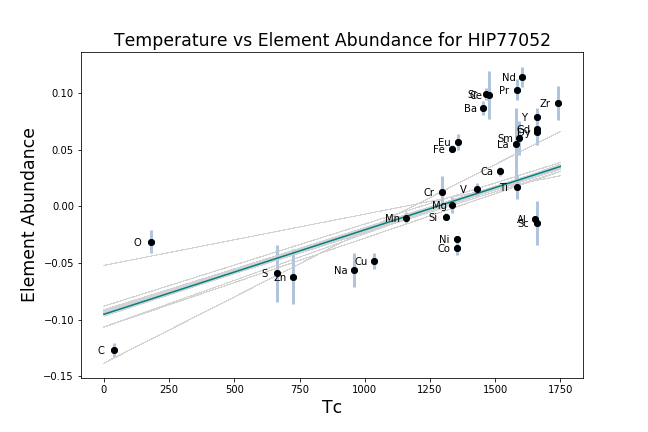 Temperature vs Element Abundance for HIP77052
Element Abundance
0.10
0.05
0.00
−0.05
−0.10
−0.15
Nd
Pr
Zr
Ba
Y
Eu
Fe
Sm
La
Ca
Cr
V
Ti
Mg
Mn
Si
Al
Sc
O
Ni
Co
Cu
Na
S
Zn
C
0
250
500
750
1000
1250
1500
1750
Tc